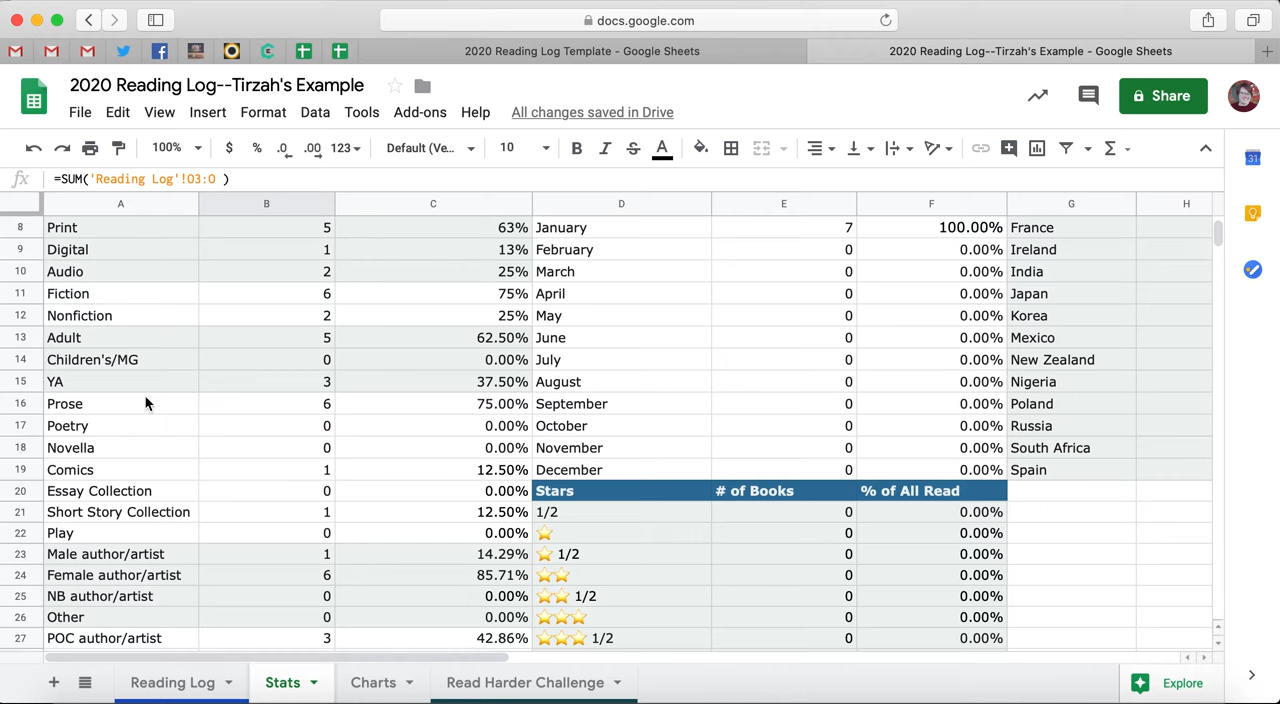 docs.google.com
2020 Reading Log Template - Google Sheets
2020 Reading Log--Tirzah's Example - Google Sheets
2020 Reading Log--Tirzah's Example
Share
File Edit View Insert Format Data Tools Add-ons Help All changes saved in Drive
100% $ % .0 .00 123 Default (Ve... 10 B I S A
fx =SUM('Reading Log'!O3:O )
A B C D E F G H
8 Print 5 63% January 7 100.00% France
9 Digital 1 13% February 0 0.00% Ireland
10 Audio 2 25% March 0 0.00% India
11 Fiction 6 75% April 0 0.00% Japan
12 Nonfiction 2 25% May 0 0.00% Korea
13 Adult 5 62.50% June 0 0.00% Mexico
14 Children's/MG 0 0.00% July 0 0.00% New Zealand
15 YA 3 37.50% August 0 0.00% Nigeria
16 Prose 6 75.00% September 0 0.00% Poland
17 Poetry 0 0.00% October 0 0.00% Russia
18 Novella 0 0.00% November 0 0.00% South Africa
19 Comics 1 12.50% December 0 0.00% Spain
20 Essay Collection 0 0.00% Stars # of Books % of All Read
21 Short Story Collection 1 12.50% 1/2 0 0.00%
22 Play 0 0.00% ⭐ 0 0.00%
23 Male author/artist 1 14.29% ⭐ 1/2 0 0.00%
24 Female author/artist 6 85.71% ⭐⭐ 0 0.00%
25 NB author/artist 0 0.00% ⭐⭐ 1/2 0 0.00%
26 Other 0 0.00% ⭐⭐⭐ 0 0.00%
27 POC author/artist 3 42.86% ⭐⭐⭐ 1/2 0 0.00%
Reading Log Stats Charts Read Harder Challenge Explore